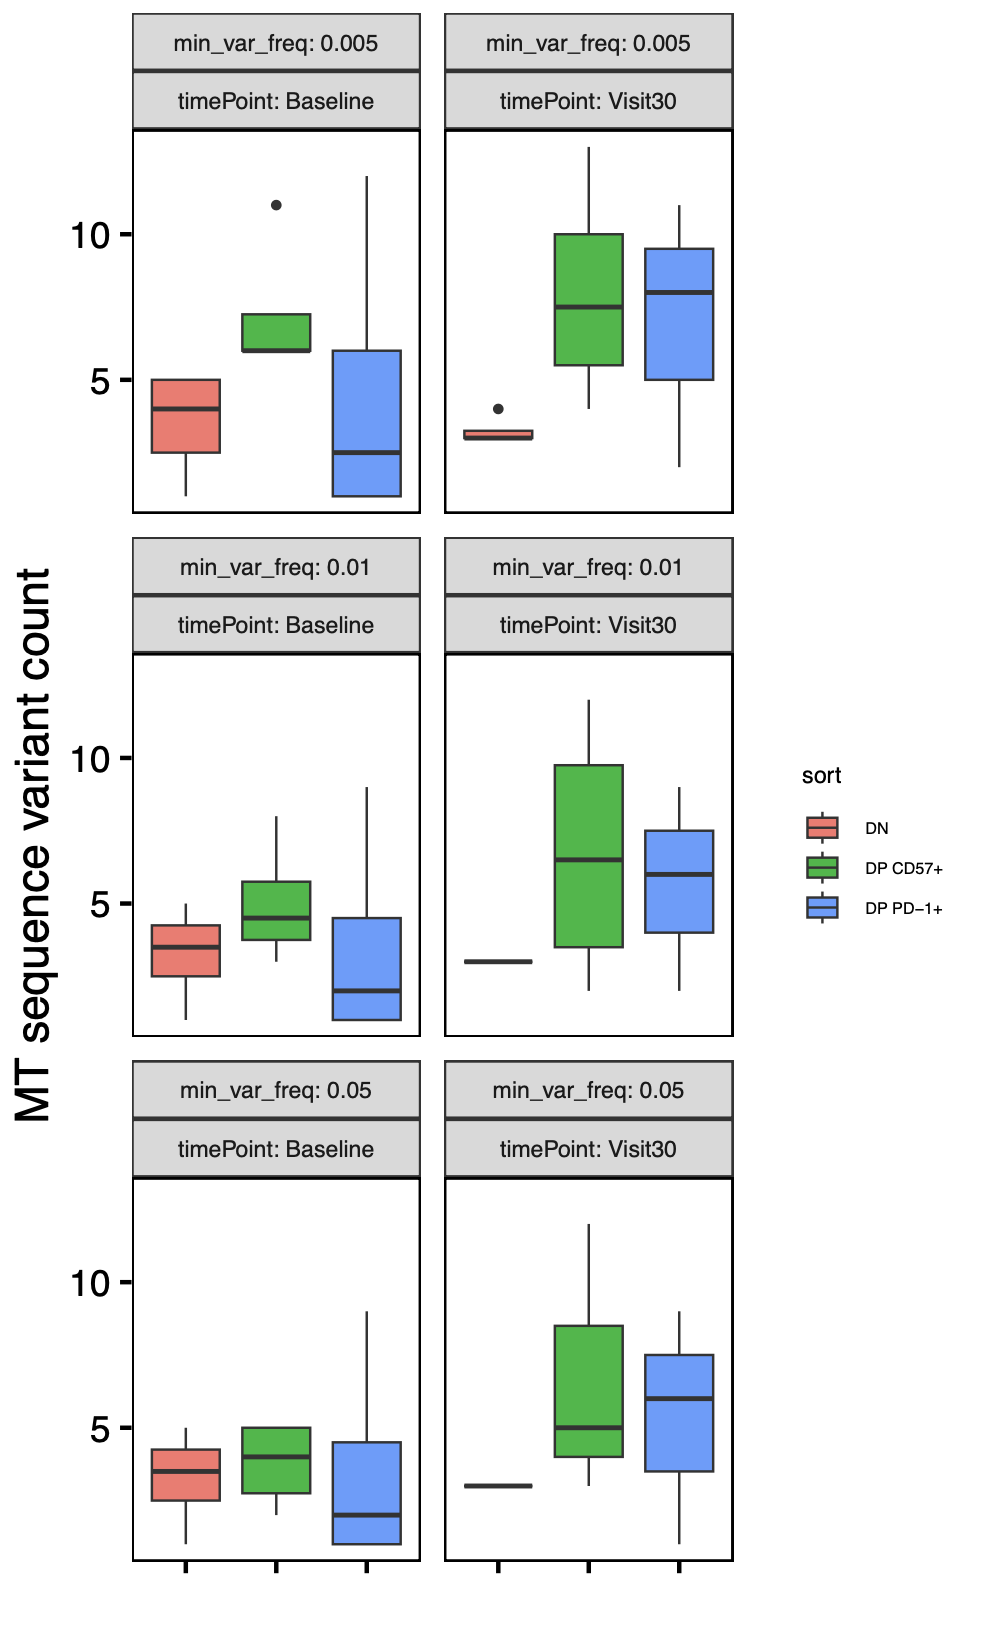 min_var_freq: 0.005
min_var_freq: 0.005
timePoint: Baseline
timePoint: Visit30
10
5
min_var_freq: 0.01
min_var_freq: 0.01
timePoint: Baseline
timePoint: Visit30
10
5
min_var_freq: 0.05
min_var_freq: 0.05
timePoint: Baseline
timePoint: Visit30
10
5
MT sequence variant count
sort
DN
DP CD57+
DP PD−1+